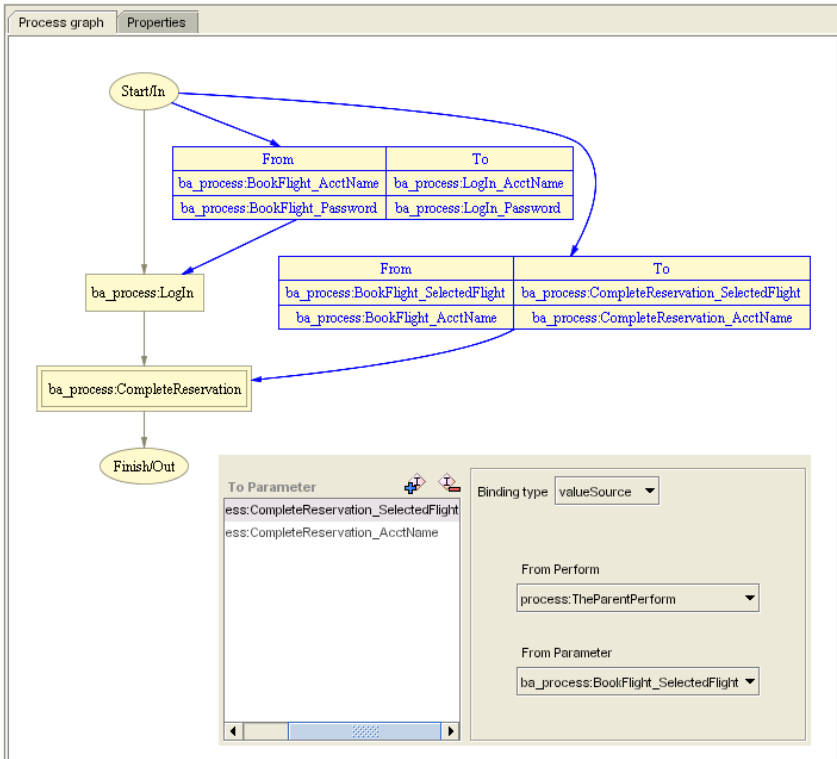 Process graph Properties
Start/In
From To
ba_process:BookFlight_AcctName ba_process:LogIn_AcctName
ba_process:BookFlight_Password ba_process:LogIn_Password
From To
ba_process:BookFlight_SelectedFlight ba_process:CompleteReservation_SelectedFlight
ba_process:BookFlight_AcctName ba_process:CompleteReservation_AcctName
ba_process:LogIn
ba_process:CompleteReservation
Finish/Out
To Parameter
ess:CompleteReservation_SelectedFlight
ess:CompleteReservation_AcctName
Binding type valueSource
From Perform
process:TheParentPerform
From Parameter
ba_process:BookFlight_SelectedFlight